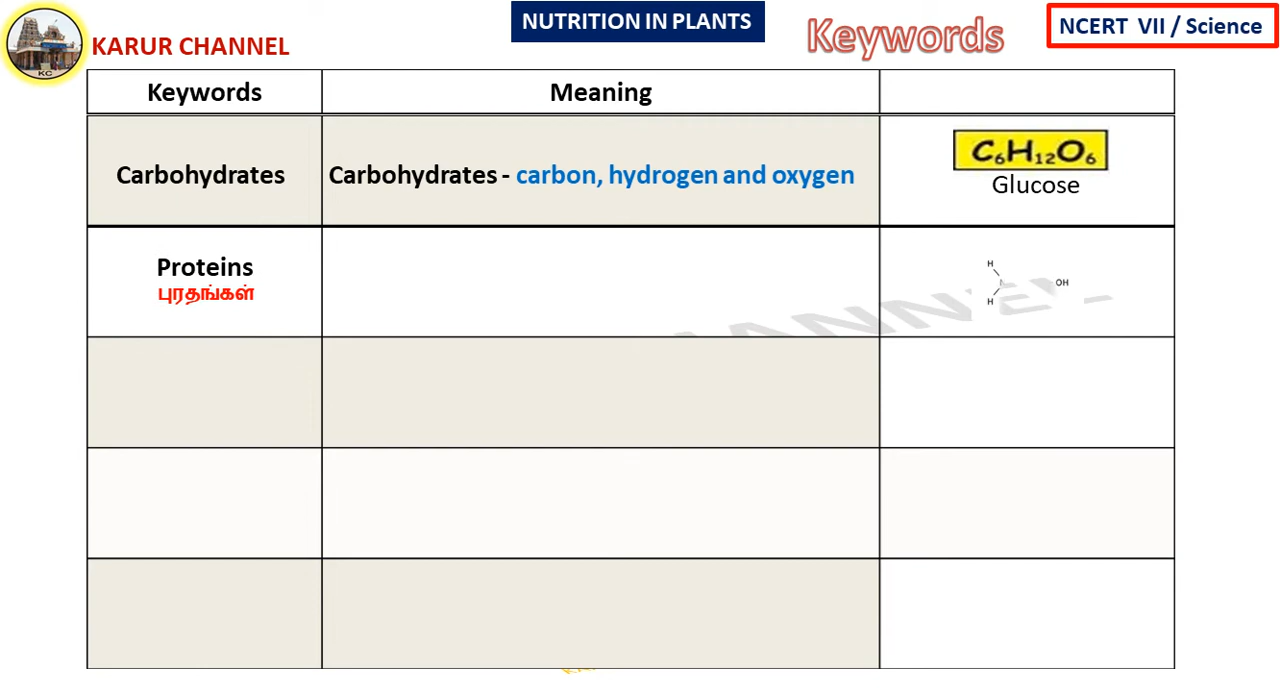 NUTRITION IN PLANTS
Keywords
NCERT VII / Science
KARUR CHANNEL
KC
Keywords Meaning
Carbohydrates Carbohydrates - carbon, hydrogen and oxygen
C₆H₁₂O₆
Glucose
Proteins
புரதங்கள்
H
OH
H